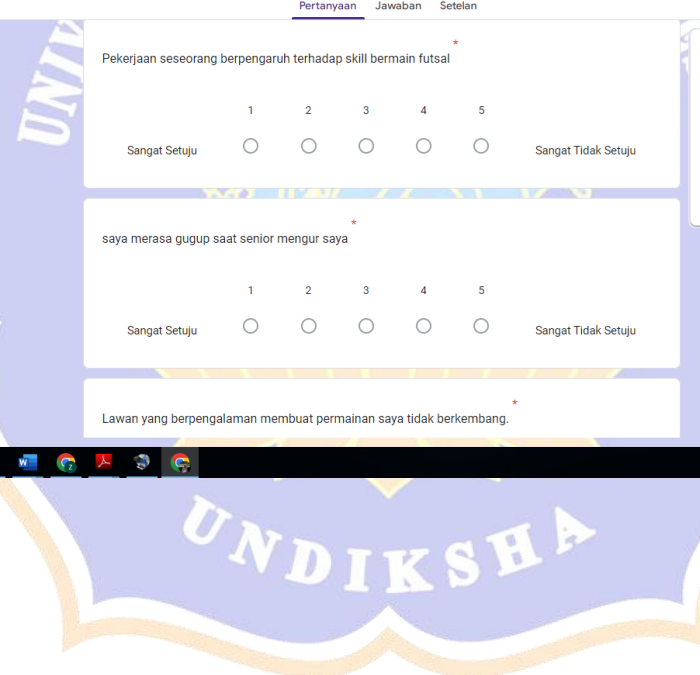 Pertanyaan Jawaban Setelan
*
Pekerjaan seseorang berpengaruh terhadap skill bermain futsal
1 2 3 4 5
Sangat Setuju Sangat Tidak Setuju
*
saya merasa gugup saat senior mengur saya
1 2 3 4 5
Sangat Setuju Sangat Tidak Setuju
*
Lawan yang berpengalaman membuat permainan saya tidak berkembang.
UNDIKSHA